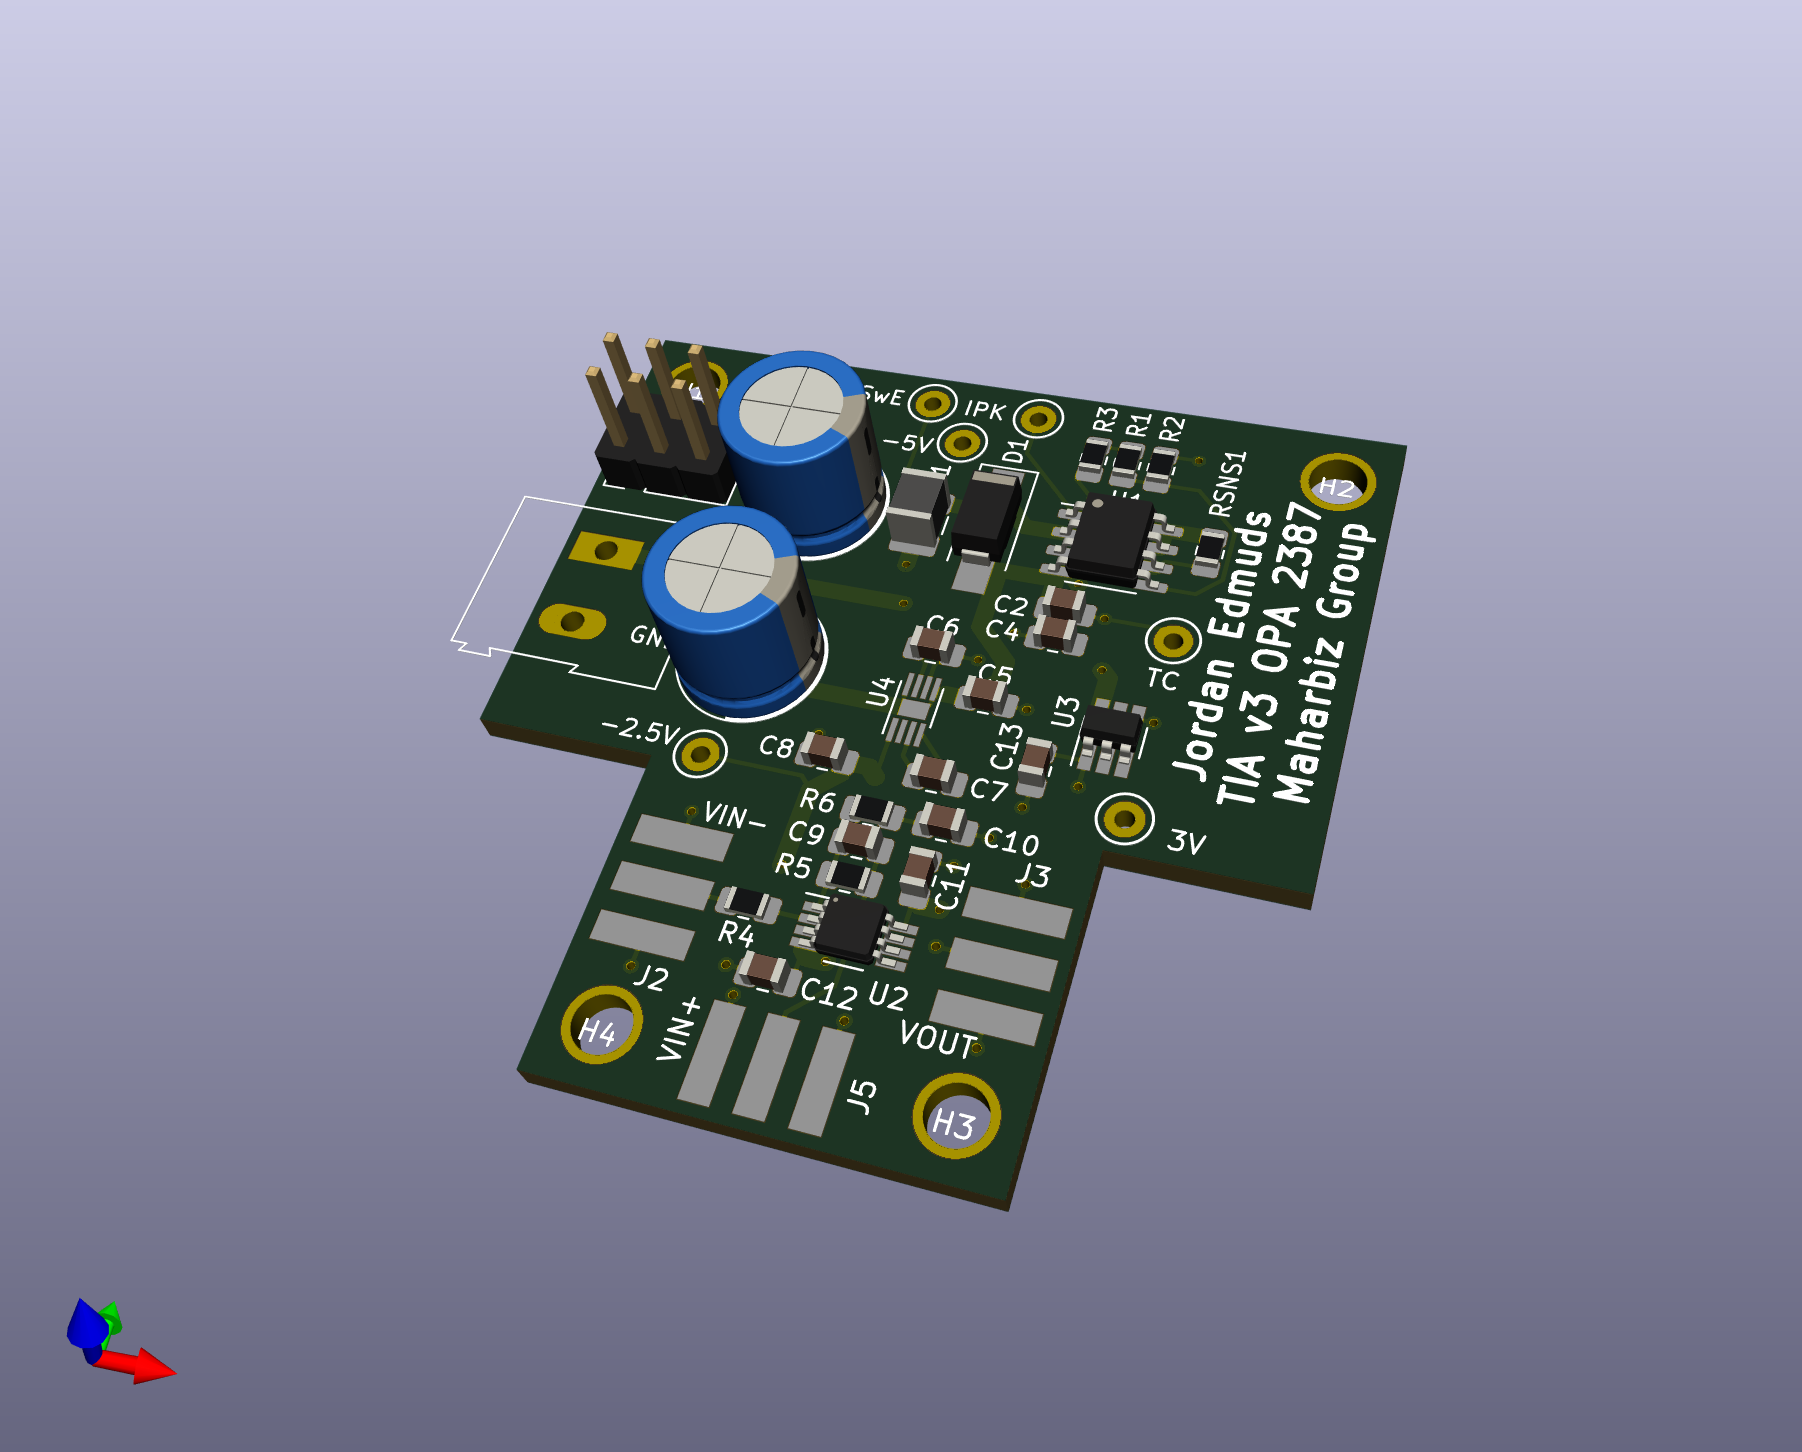 SwE
IPK
-5V
D1
R3
R1
R2
RSNS1
H2
Jordan Edmuds
TIA v3 OPA 2387
Maharbiz Group
C2
C4
C6
C5
U4
TC
U3
C13
-2.5V
C8
C7
R6
C9
C10
R5
C11
VIN-
3V
J3
R4
J2
C12
U2
VOUT
H4
VIN+
J5
H3